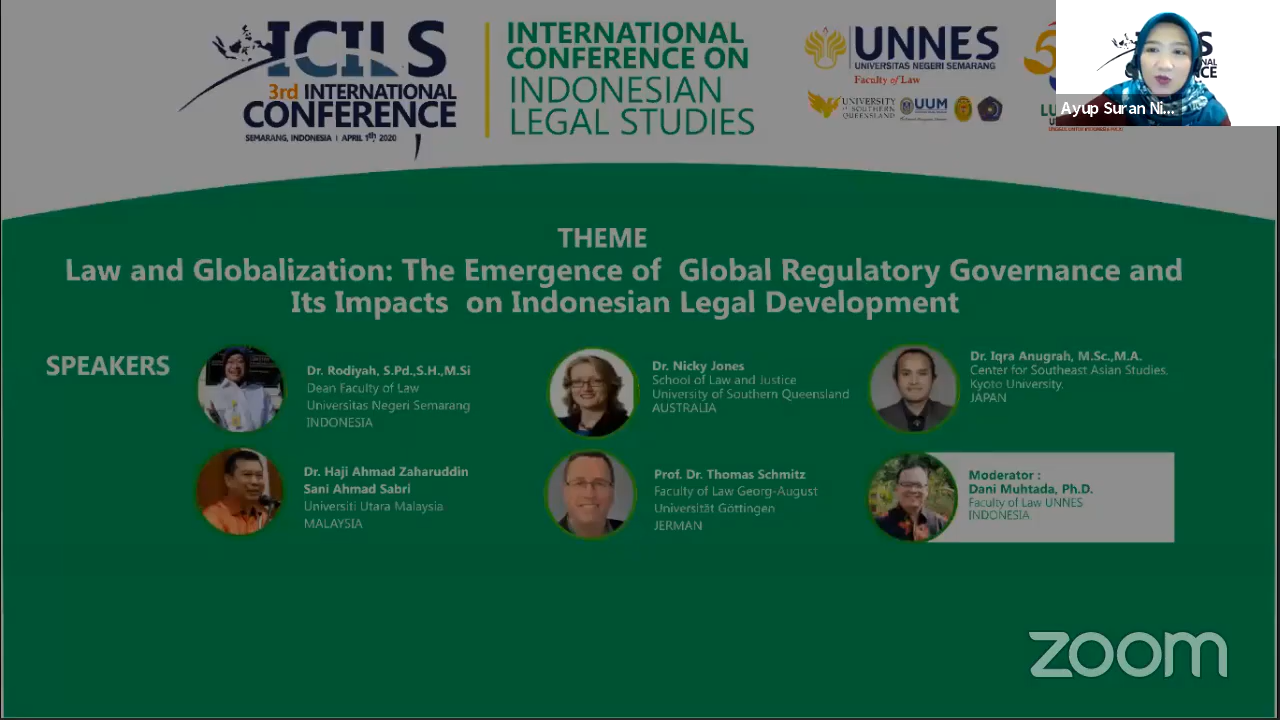 ICILS
3rd INTERNATIONAL
CONFERENCE
SEMARANG, INDONESIA I APRIL 1th, 2020
INTERNATIONAL
CONFERENCE ON
INDONESIAN
LEGAL STUDIES
UNNES
UNIVERSITAS NEGERI SEMARANG
Faculty of Law
UNIVERSITY
OF SOUTHERN
QUEENSLAND
UUM
Ayup Suran Ni...
THEME
Law and Globalization: The Emergence of Global Regulatory Governance and
Its Impacts on Indonesian Legal Development
SPEAKERS
Dr. Rodiyah, S.Pd.,S.H.,M.Si
Dean Faculty of Law
Universitas Negeri Semarang
INDONESIA
Dr. Nicky Jones
School of Law and Justice
University of Southern Queensland
AUSTRALIA
Dr. Iqra Anugrah, M.Sc.,M.A.
Center for Southeast Asian Studies.
Kyoto University.
JAPAN
Dr. Haji Ahmad Zaharuddin
Sani Ahmad Sabri
Universiti Utara Malaysia
MALAYSIA
Prof. Dr. Thomas Schmitz
Faculty of Law Georg-August
Universität Göttingen
JERMAN
Moderator :
Dani Muhtada, Ph.D.
Faculty of Law UNNES
INDONESIA
zoom